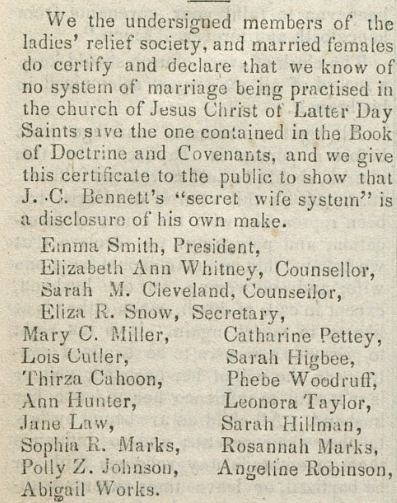 We the undersigned members of the
ladies' relief society, and married females
do certify and declare that we know of
no system of marriage being practised in
the church of Jesus Christ of Latter Day
Saints save the one contained in the Book
of Doctrine and Covenants, and we give
this certificate to the public to show that
J. C. Bennett's "secret wife system" is
a disclosure of his own make.
Emma Smith, President,
Elizabeth Ann Whitney, Counsellor,
Sarah M. Cleveland, Counsellor,
Eliza R. Snow, Secretary,
Mary C. Miller, Catharine Pettey,
Lois Cutler, Sarah Higbee,
Thirza Cahoon, Phebe Woodruff,
Ann Hunter, Leonora Taylor,
Jane Law, Sarah Hillman,
Sophia R. Marks, Rosannah Marks,
Polly Z. Johnson, Angeline Robinson,
Abigail Works.